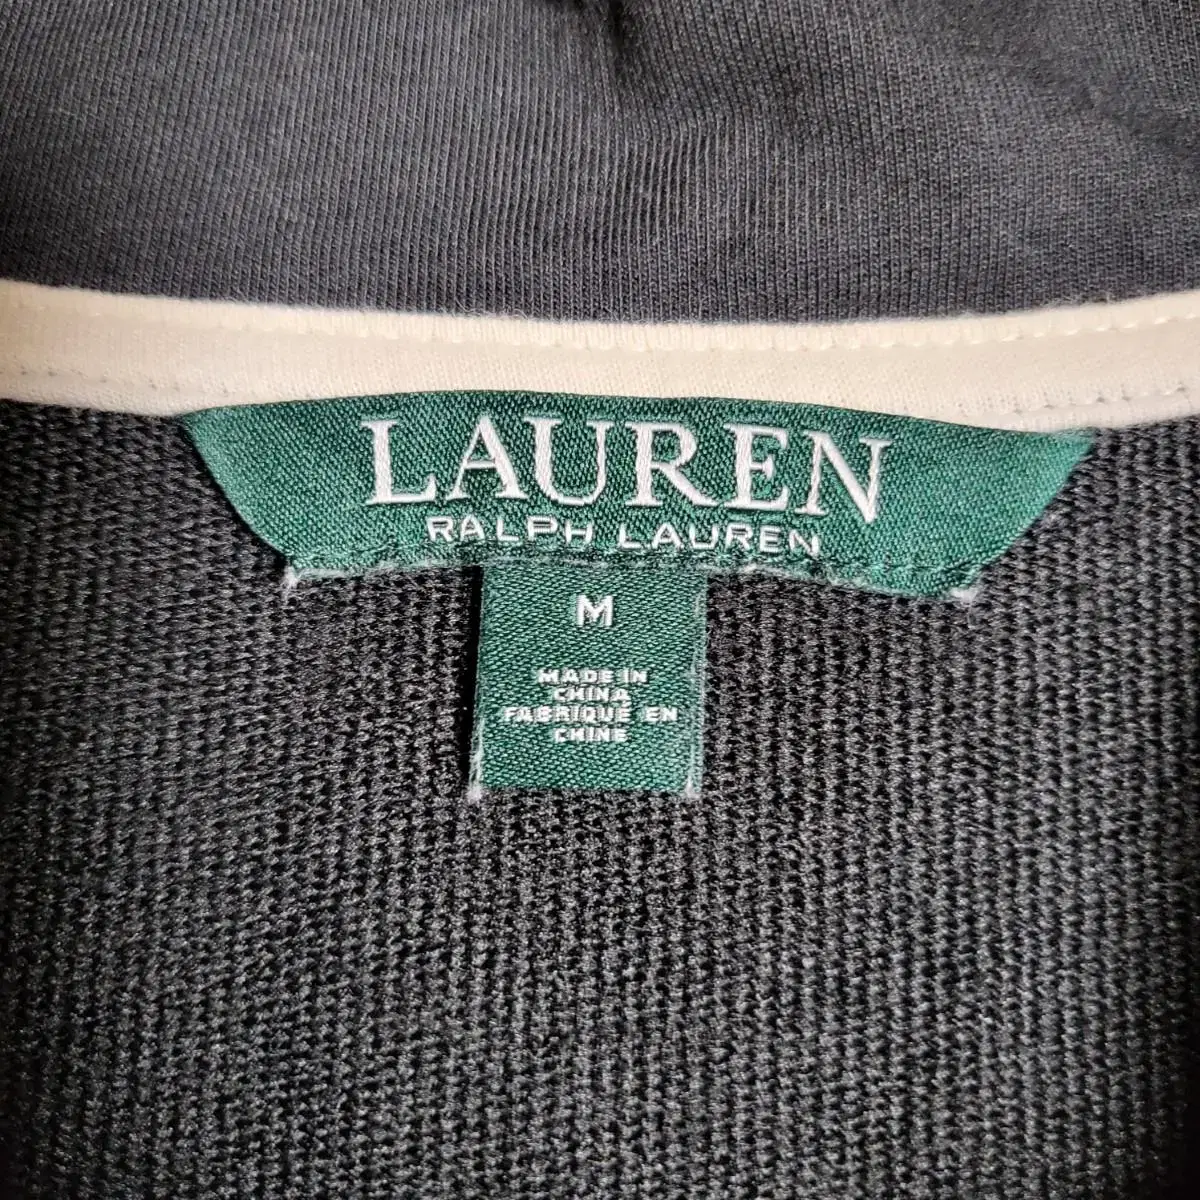 LAUREN
RALPH LAUREN
M
MADE IN
CHINA
FABRIQUÉ EN
CHINE